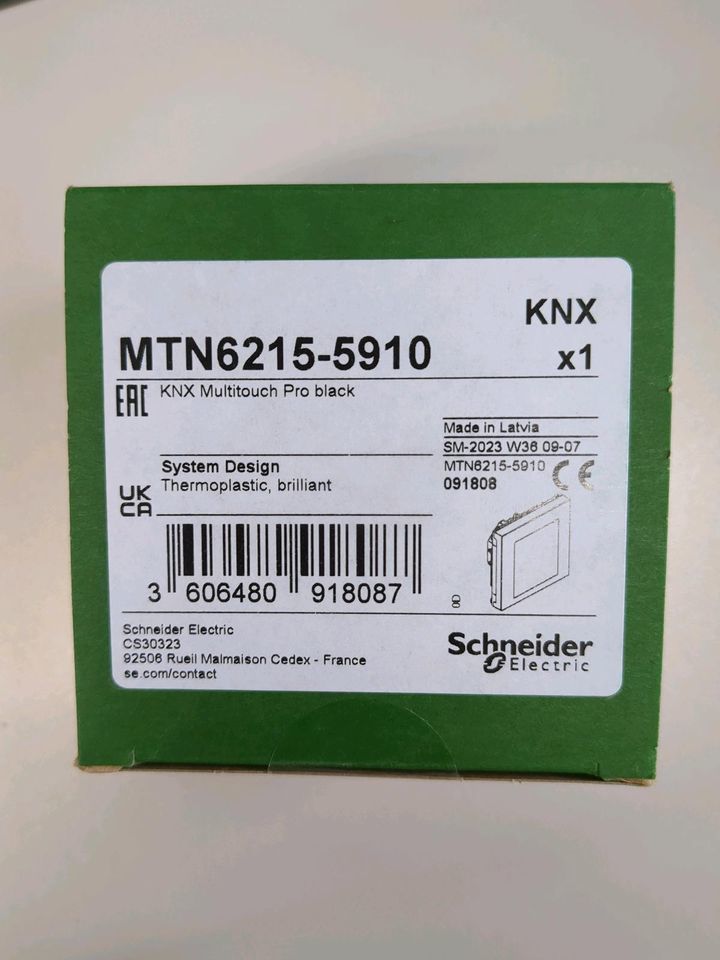 KNX
MTN6215-5910
x1
EAC
KNX Multitouch Pro black
Made in Latvia
SM-2023 W36 09-07
System Design
MTN6215-5910
CE
Thermoplastic, brilliant
091808
UK
CA
3 606480 918087
Schneider Electric
CS30323
92506 Rueil Malmaison Cedex - France
se.com/contact
Schneider
Electric